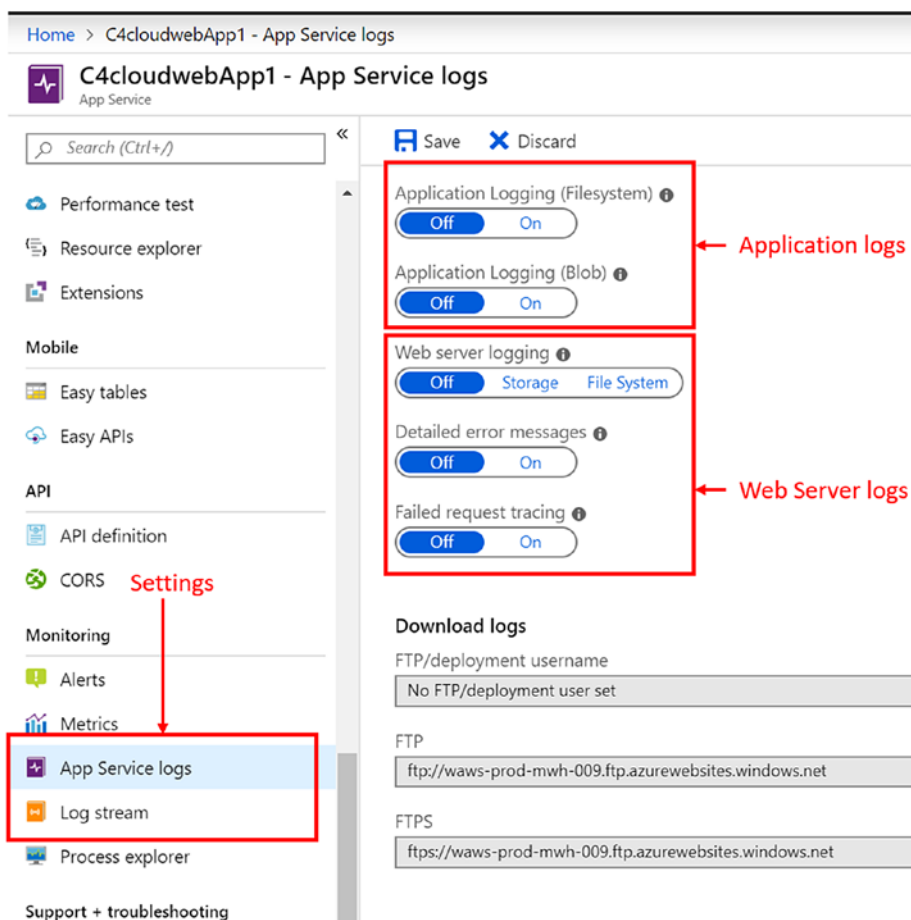 Home > C4cloudwebApp1 - App Service logs
C4cloudwebApp1 - App Service logs
App Service
Search (Ctrl+/)
«
Performance test
Resource explorer
Extensions
Mobile
Easy tables
Easy APIs
API
API definition
CORS
Settings
Monitoring
Alerts
Metrics
App Service logs
Log stream
Process explorer
Support + troubleshooting
Save Discard
Application Logging (Filesystem)
Off On
Application Logging (Blob)
Off On
Application logs
Web server logging
Off Storage File System
Detailed error messages
Off On
Failed request tracing
Off On
Web Server logs
Download logs
FTP/deployment username
No FTP/deployment user set
FTP
ftp://waws-prod-mwh-009.ftp.azurewebsites.windows.net
FTPS
ftps://waws-prod-mwh-009.ftp.azurewebsites.windows.net